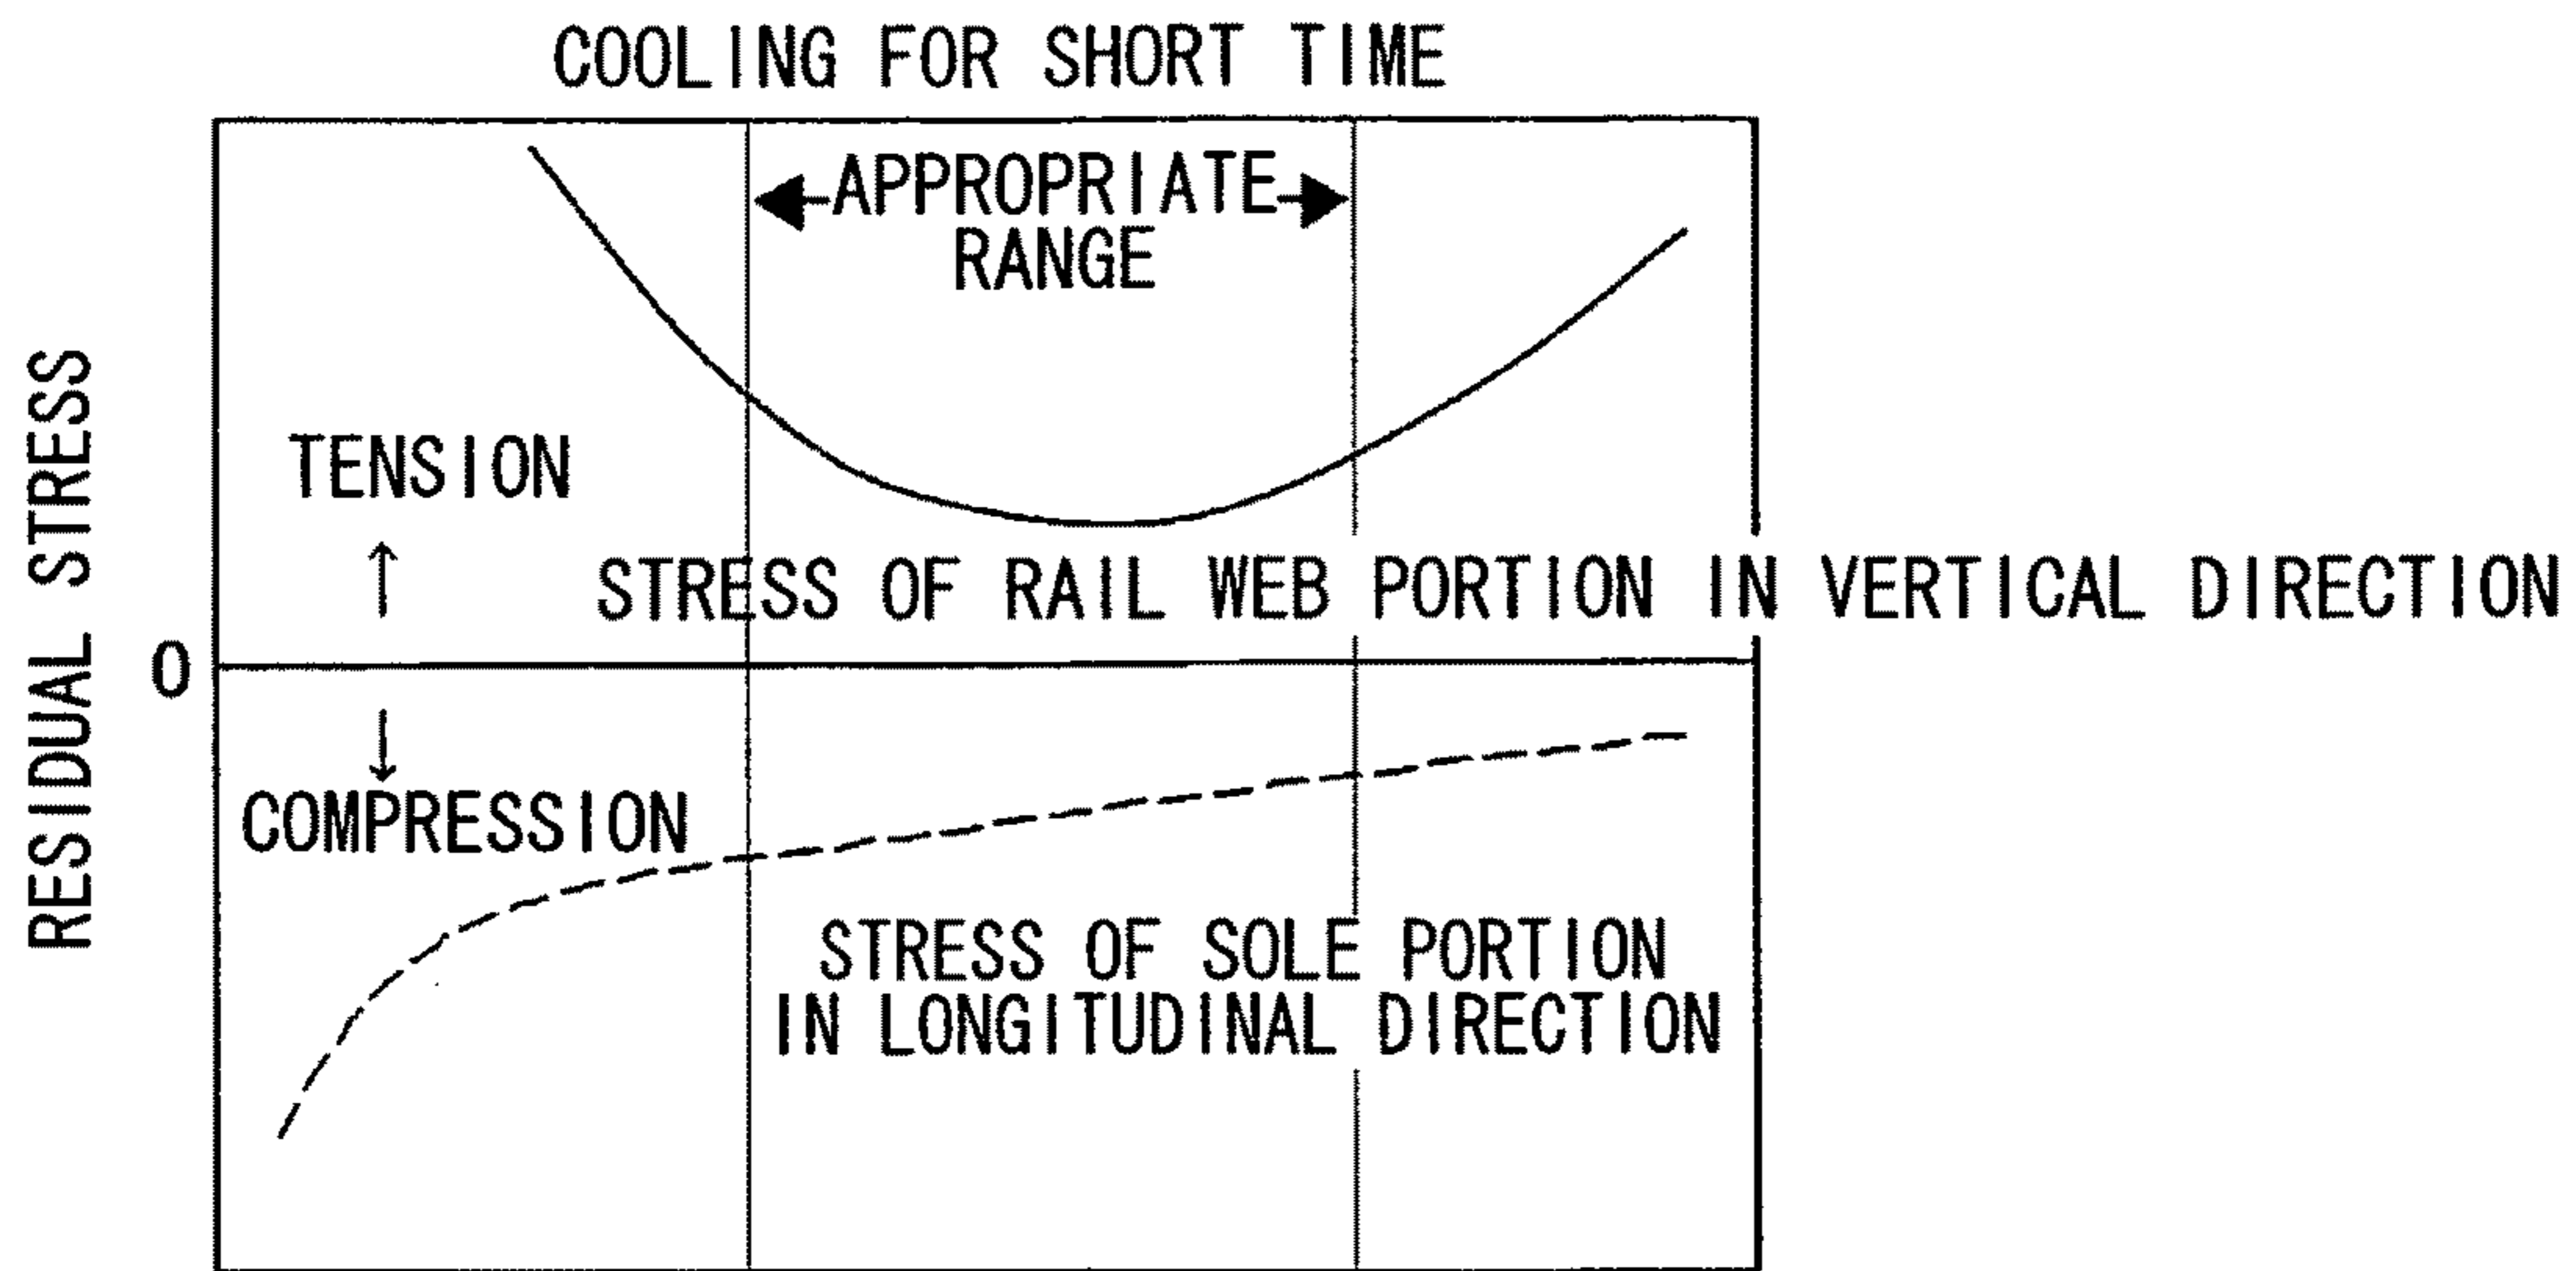 COOLING FOR SHORT TIME
APPROPRIATE
RANGE
TENSION
↑
STRESS OF RAIL WEB PORTION IN VERTICAL DIRECTION
RESIDUAL STRESS
0
↓
COMPRESSION
STRESS OF SOLE PORTION
IN LONGITUDINAL DIRECTION